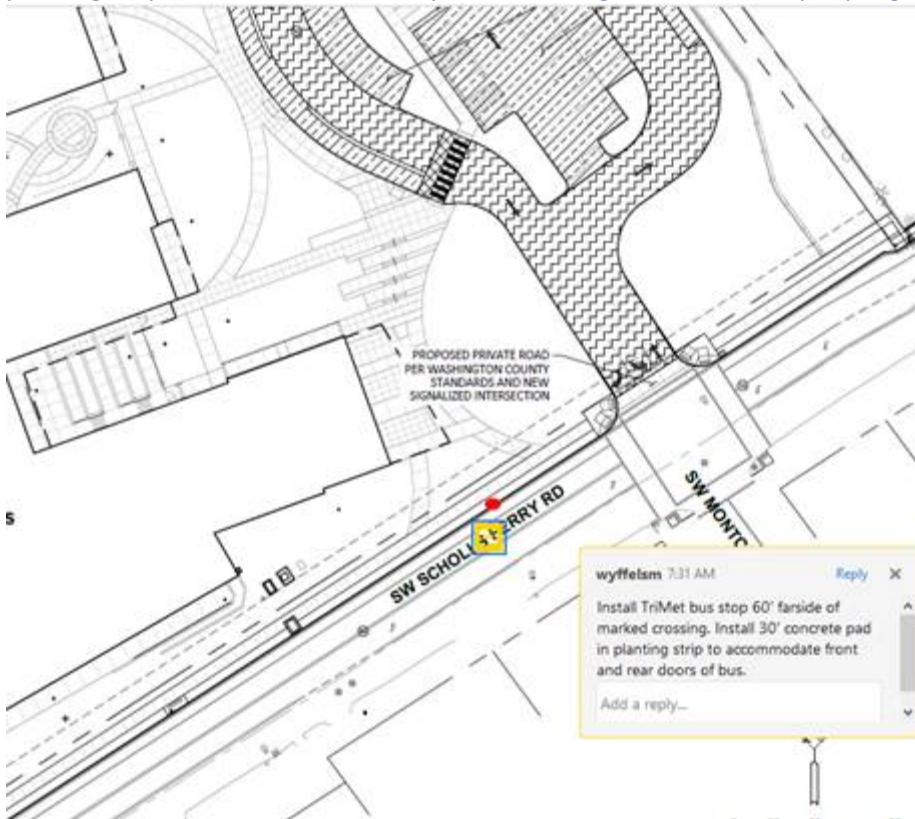 PROPOSED PRIVATE ROAD
PER WASHINGTON COUNTY
STANDARDS AND NEW
SIGNALIZED INTERSECTION
SW MONTC
SW SCHOLL ERRY RD
S
wyffelsm 7:31 AM Reply
Install TriMet bus stop 60' farside of
marked crossing. Install 30' concrete pad
in planting strip to accommodate front
and rear doors of bus.
Add a reply...